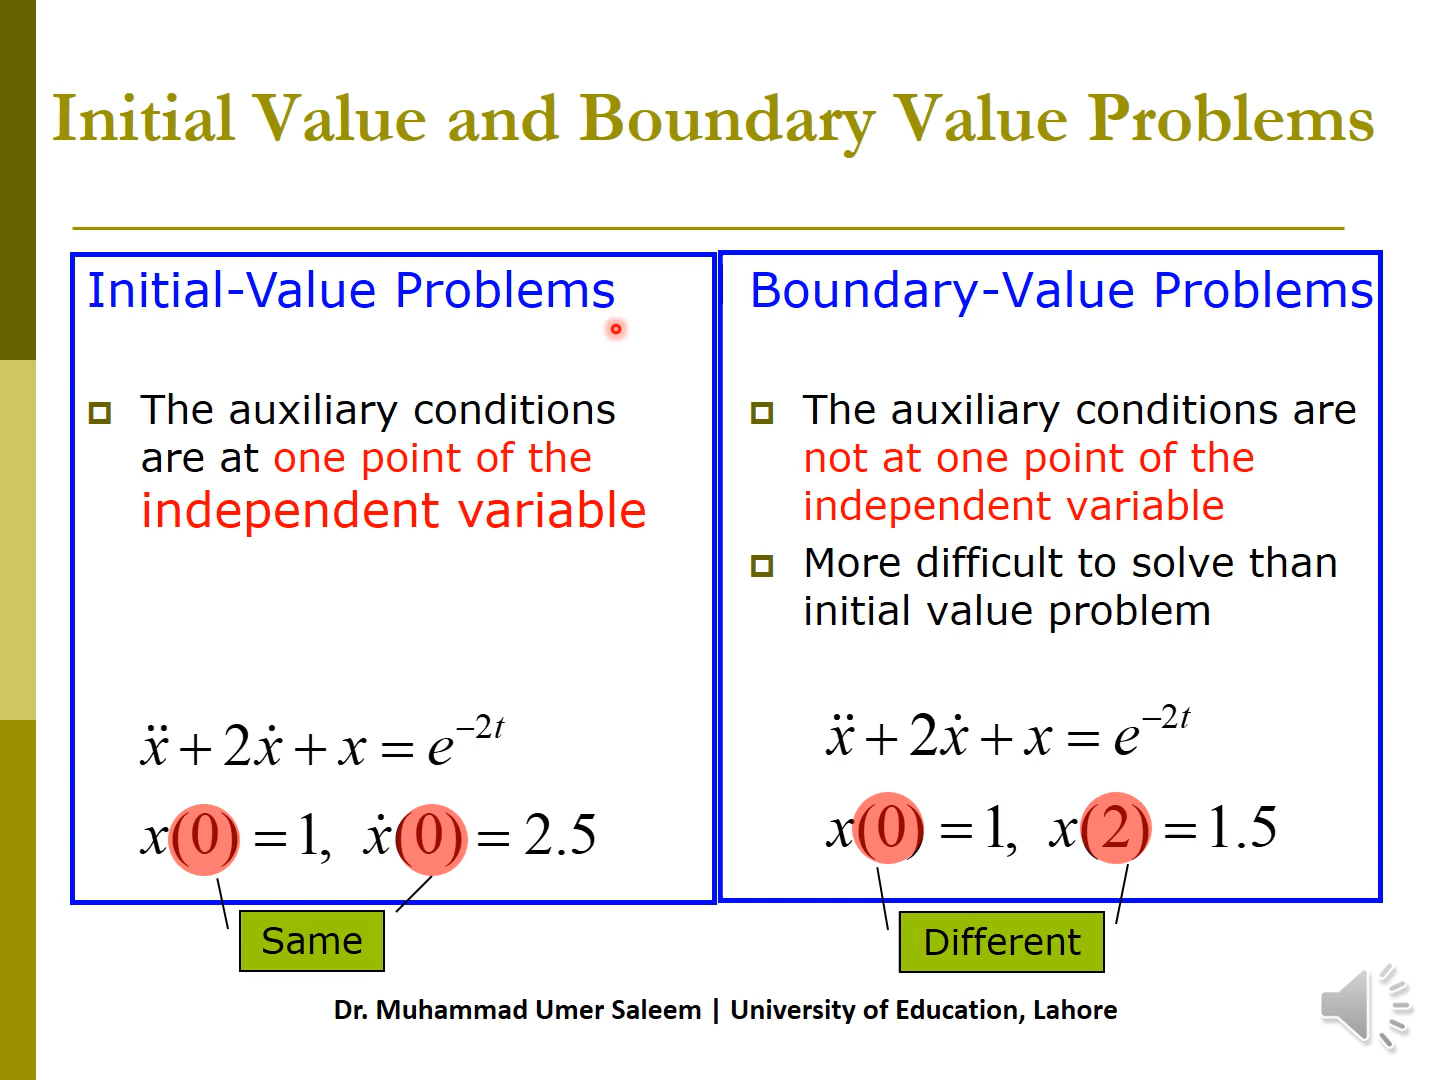 Initial Value and Boundary Value Problems
Initial-Value Problems
The auxiliary conditions
are at one point of the
independent variable
ẍ + 2ẋ + x = e^{-2t}
x(0) = 1, ẋ(0) = 2.5
Same
Boundary-Value Problems
The auxiliary conditions are
not at one point of the
independent variable
More difficult to solve than
initial value problem
ẍ + 2ẋ + x = e^{-2t}
x(0) = 1, x(2) = 1.5
Different
Dr. Muhammad Umer Saleem | University of Education, Lahore